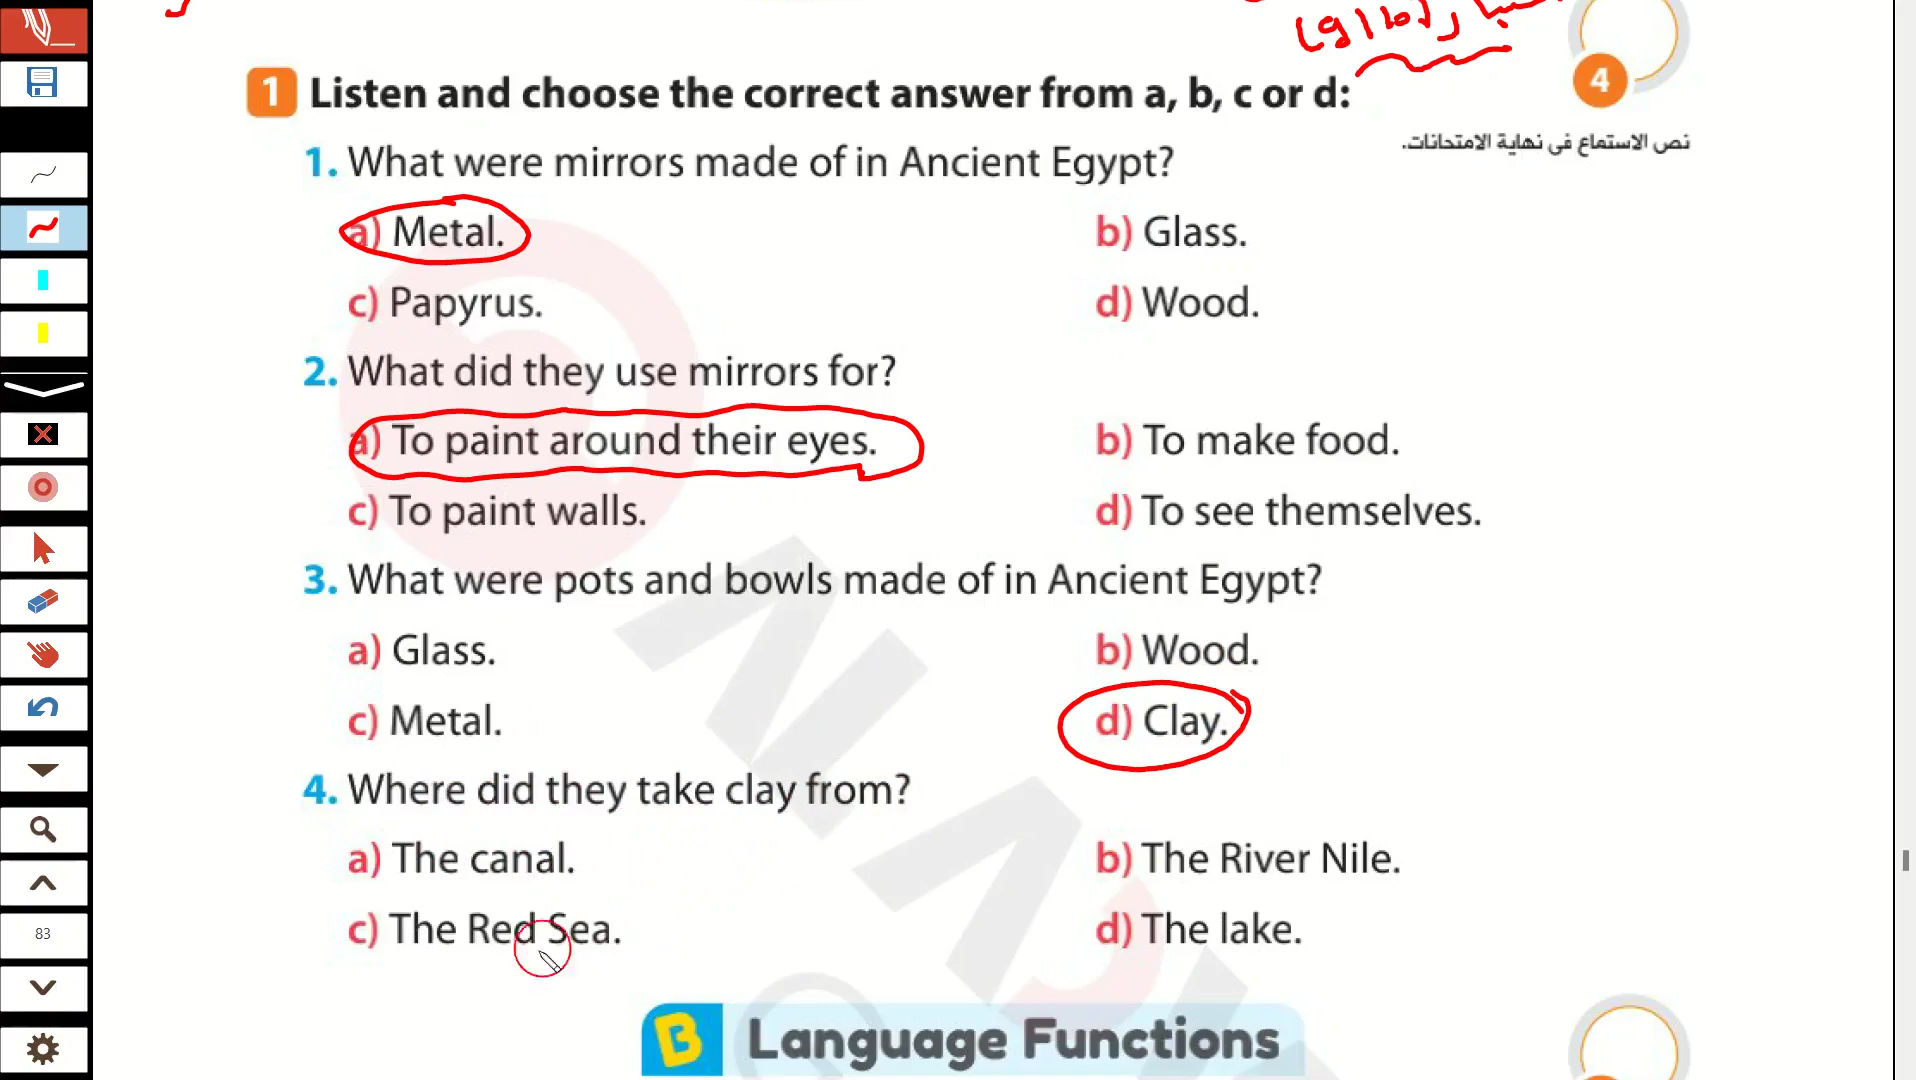 4
1 Listen and choose the correct answer from a, b, c or d:
نص الاستماع فى نهاية الامتحانات.
1. What were mirrors made of in Ancient Egypt?
a) Metal. b) Glass.
c) Papyrus. d) Wood.
2. What did they use mirrors for?
a) To paint around their eyes. b) To make food.
c) To paint walls. d) To see themselves.
3. What were pots and bowls made of in Ancient Egypt?
a) Glass. b) Wood.
c) Metal. d) Clay.
4. Where did they take clay from?
a) The canal. b) The River Nile.
c) The Red Sea. d) The lake.
83
B Language Functions